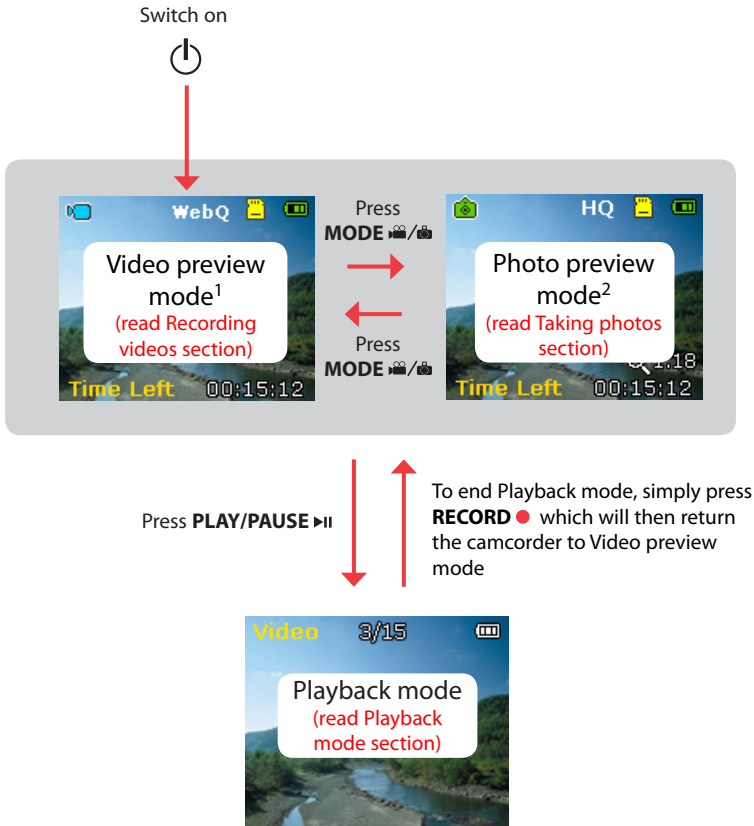 Switch on
WebQ
Video preview
mode1
(read Recording
videos section)
Time Left 00:15:12
Press
MODE /
Press
MODE /
HQ
Photo preview
mode2
(read Taking photos
section)
1.18
Time Left 00:15:12
Press PLAY/PAUSE
To end Playback mode, simply press
RECORD which will then return
the camcorder to Video preview
mode
Video 3/15
Playback mode
(read Playback
mode section)